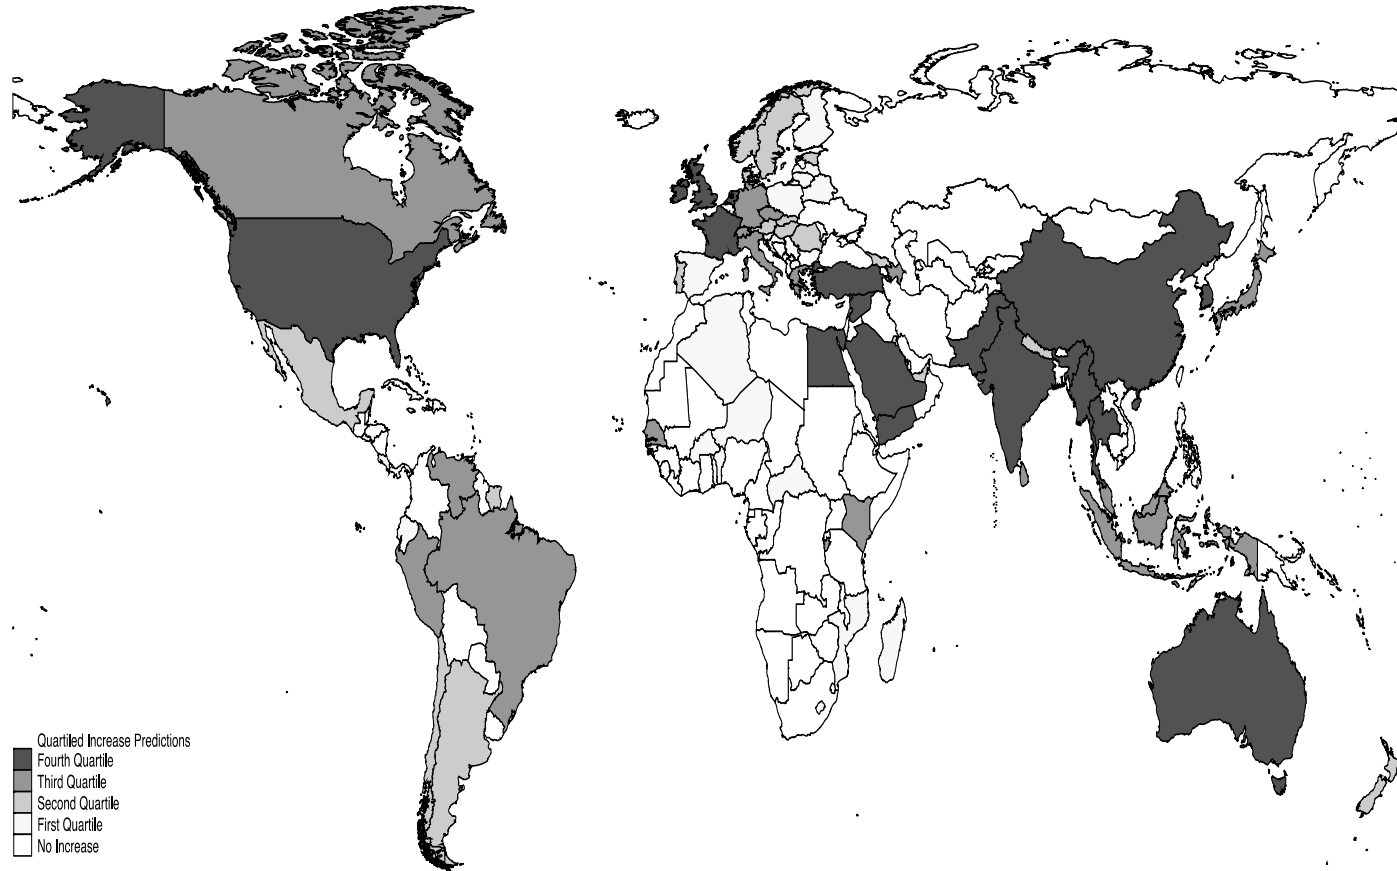 Quartiled Increase Predictions
Fourth Quartile
Third Quartile
Second Quartile
First Quartile
No Increase